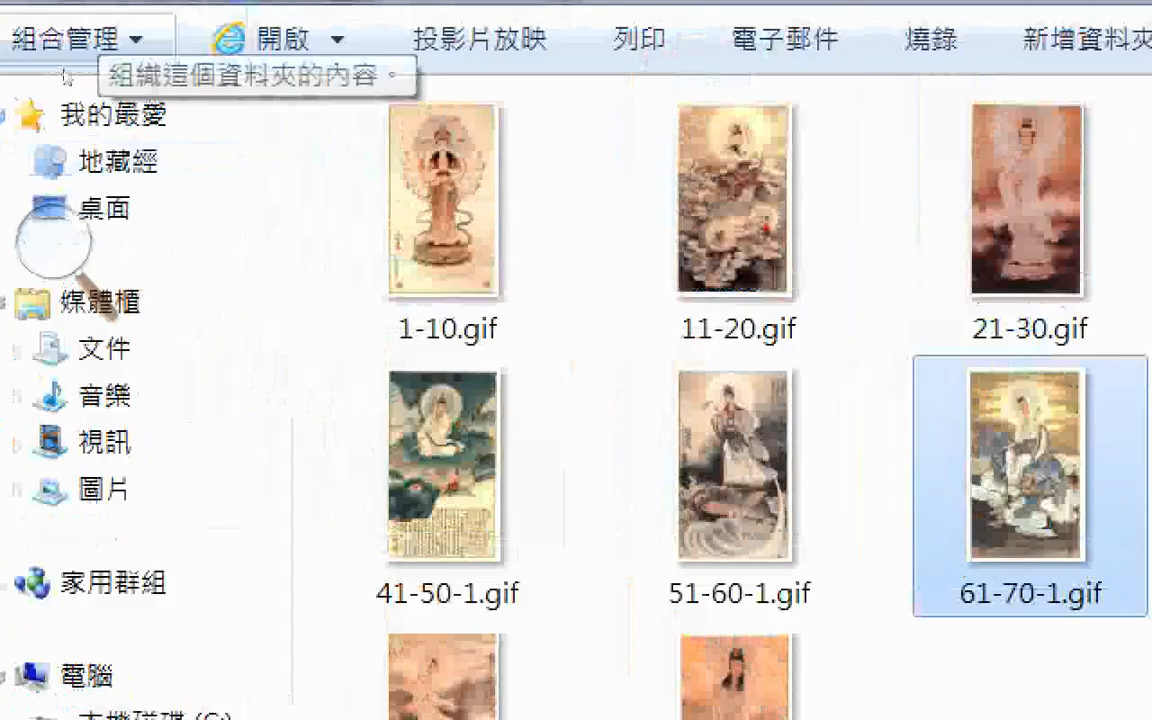 組合管理
開啟
投影片放映
列印
電子郵件
燒錄
新增資料夾
組織這個資料夾的內容。
我的最愛
地藏經
桌面
媒體櫃
文件
音樂
視訊
圖片
家用群組
電腦
本機磁碟 (C:)
1-10.gif
11-20.gif
21-30.gif
41-50-1.gif
51-60-1.gif
61-70-1.gif